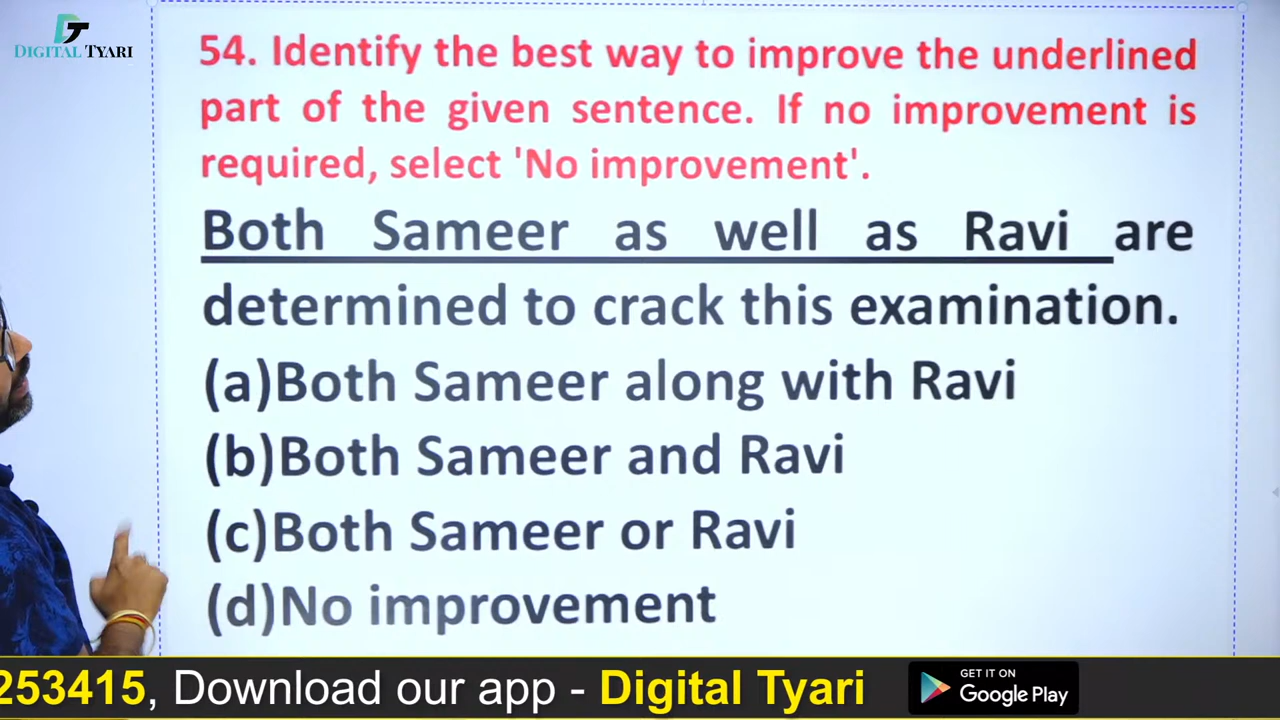 DT
DIGITAL TYARI
54. Identify the best way to improve the underlined
part of the given sentence. If no improvement is
required, select 'No improvement'.
Both Sameer as well as Ravi are
determined to crack this examination.
(a)Both Sameer along with Ravi
(b)Both Sameer and Ravi
(c)Both Sameer or Ravi
(d)No improvement
253415, Download our app - Digital Tyari
GET IT ON
Google Play